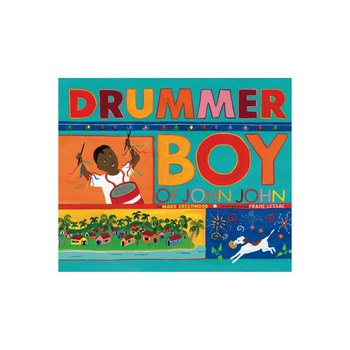 DRUMMER
BOY
OF JOHN JOHN
MARK GREENWOOD FRANÉ LESSAC